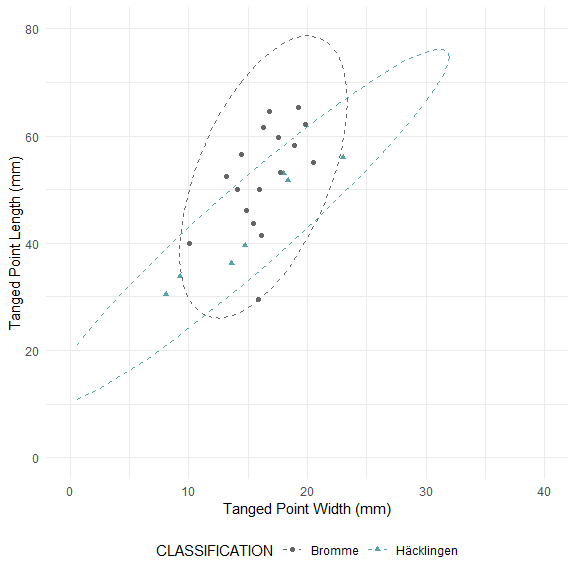 80
60
40
20
0
Tanged Point Length (mm)
0 10 20 30 40
Tanged Point Width (mm)
CLASSIFICATION Bromme Häcklingen